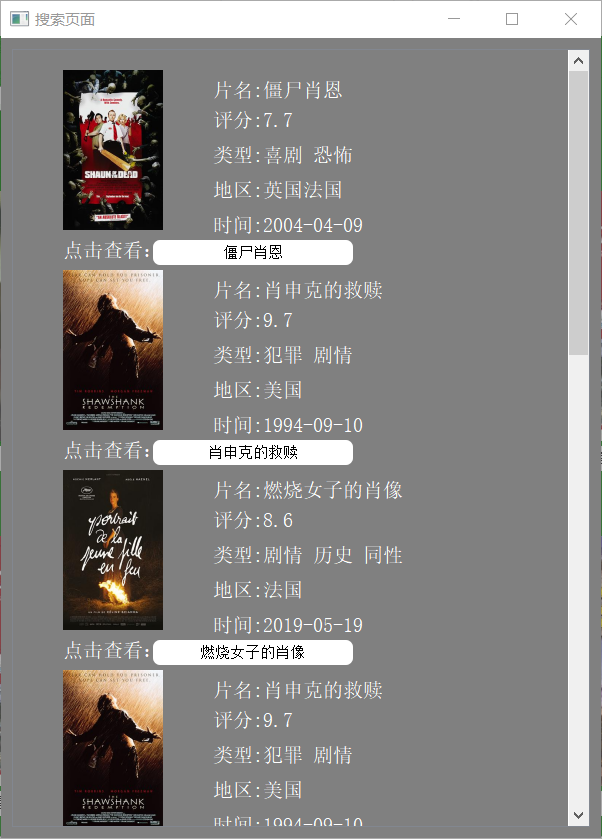 搜索页面
片名:僵尸肖恩
评分:7.7
类型:喜剧 恐怖
地区:英国法国
时间:2004-04-09
SHAUN OF THE DEAD
点击查看:
僵尸肖恩
片名:肖申克的救赎
评分:9.7
类型:犯罪 剧情
地区:美国
时间:1994-09-10
THE
SHAWSHANK
REDEMPTION
点击查看:
肖申克的救赎
片名:燃烧女子的肖像
评分:8.6
类型:剧情 历史 同性
地区:法国
时间:2019-05-19
portrait
de la
jeune fille
en feu
点击查看:
燃烧女子的肖像
片名:肖申克的救赎
评分:9.7
类型:犯罪 剧情
地区:美国
时间:1994-09-10
THE
SHAWSHANK
REDEMPTION